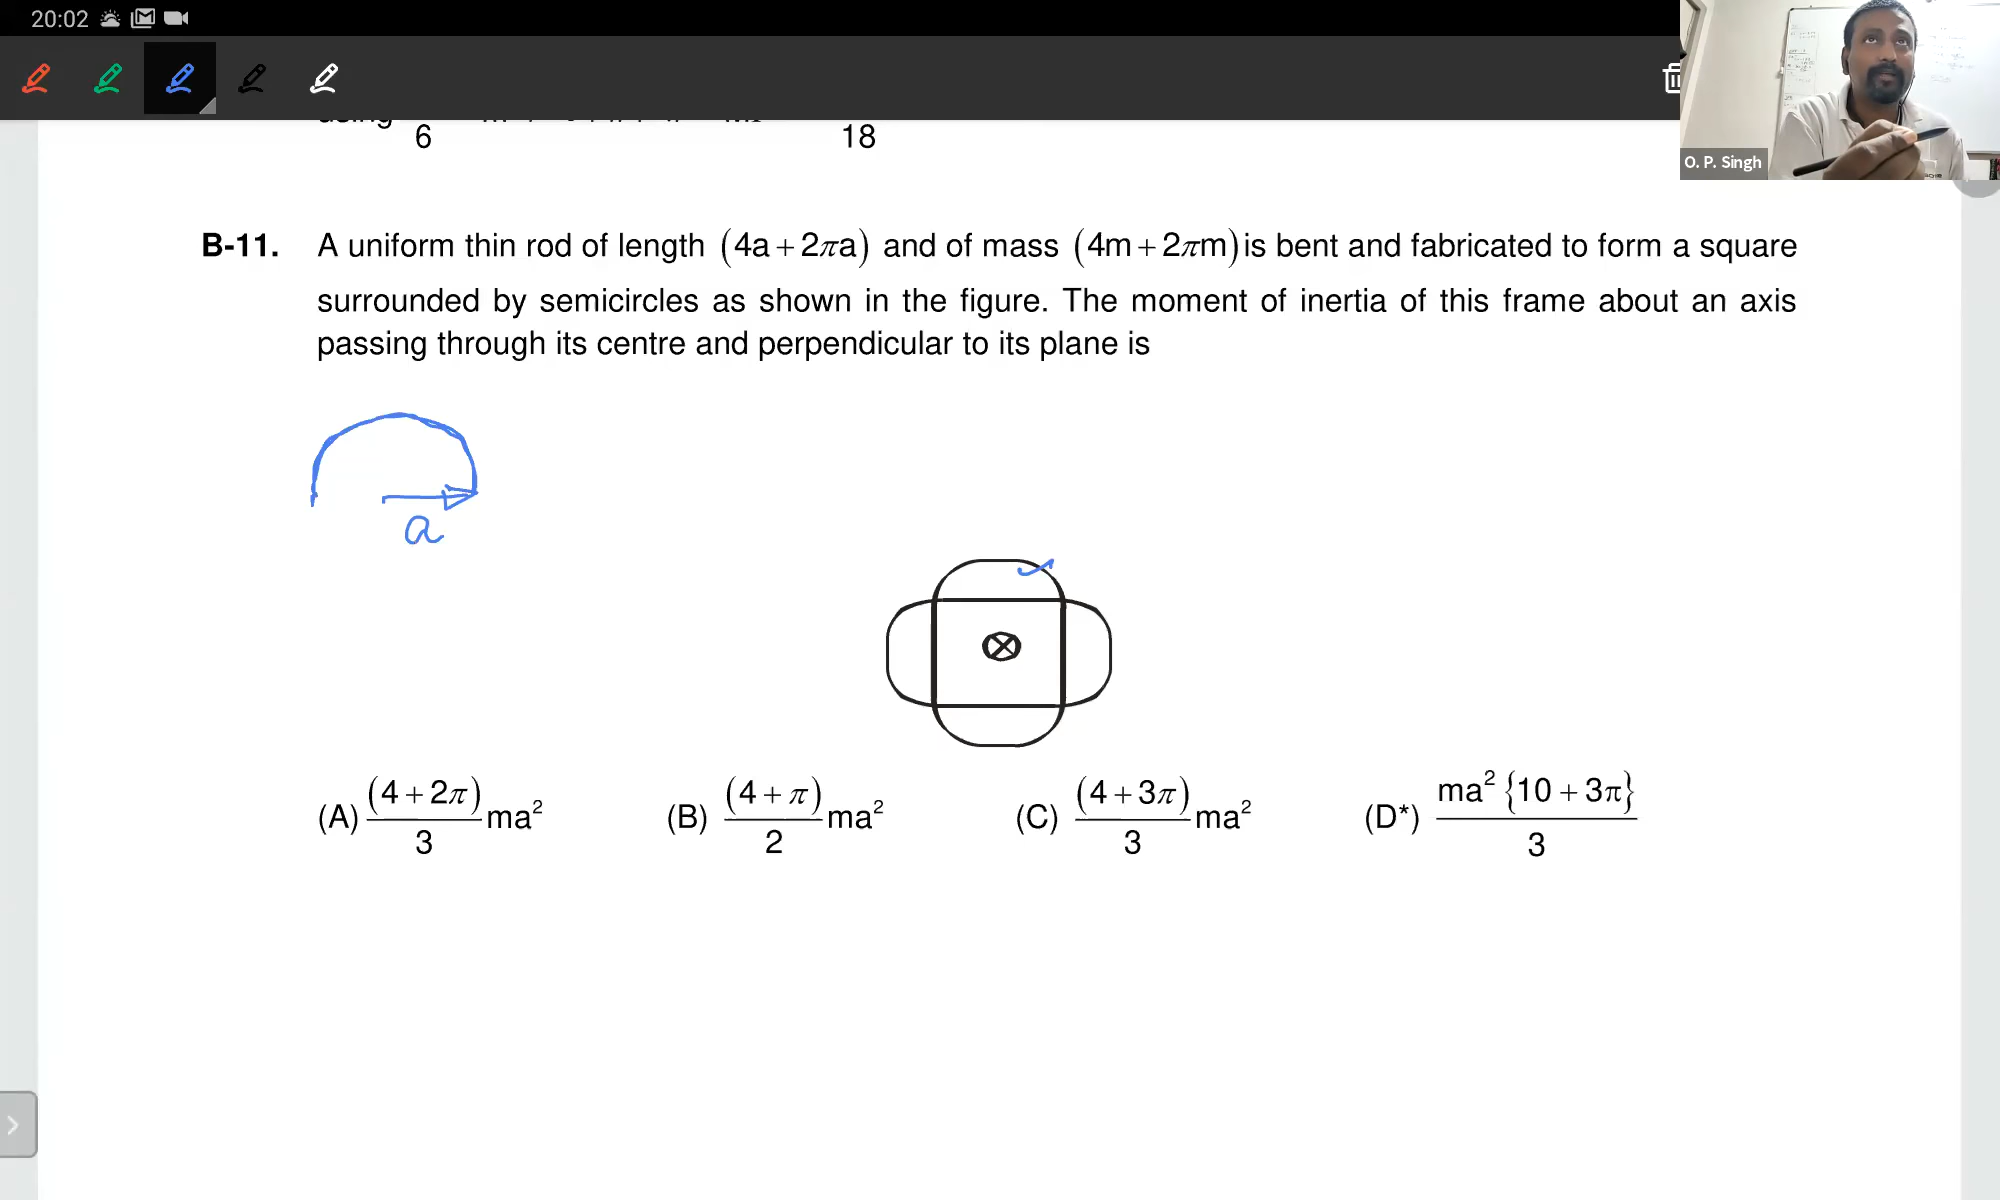 20:02
6 18
O. P. Singh
B-11. A uniform thin rod of length (4a + 2πa) and of mass (4m + 2πm) is bent and fabricated to form a square
surrounded by semicircles as shown in the figure. The moment of inertia of this frame about an axis
passing through its centre and perpendicular to its plane is
a
(A) (4 + 2π)/3 ma² (B) (4 + π)/2 ma² (C) (4 + 3π)/3 ma² (D*) ma² {10 + 3π}/3